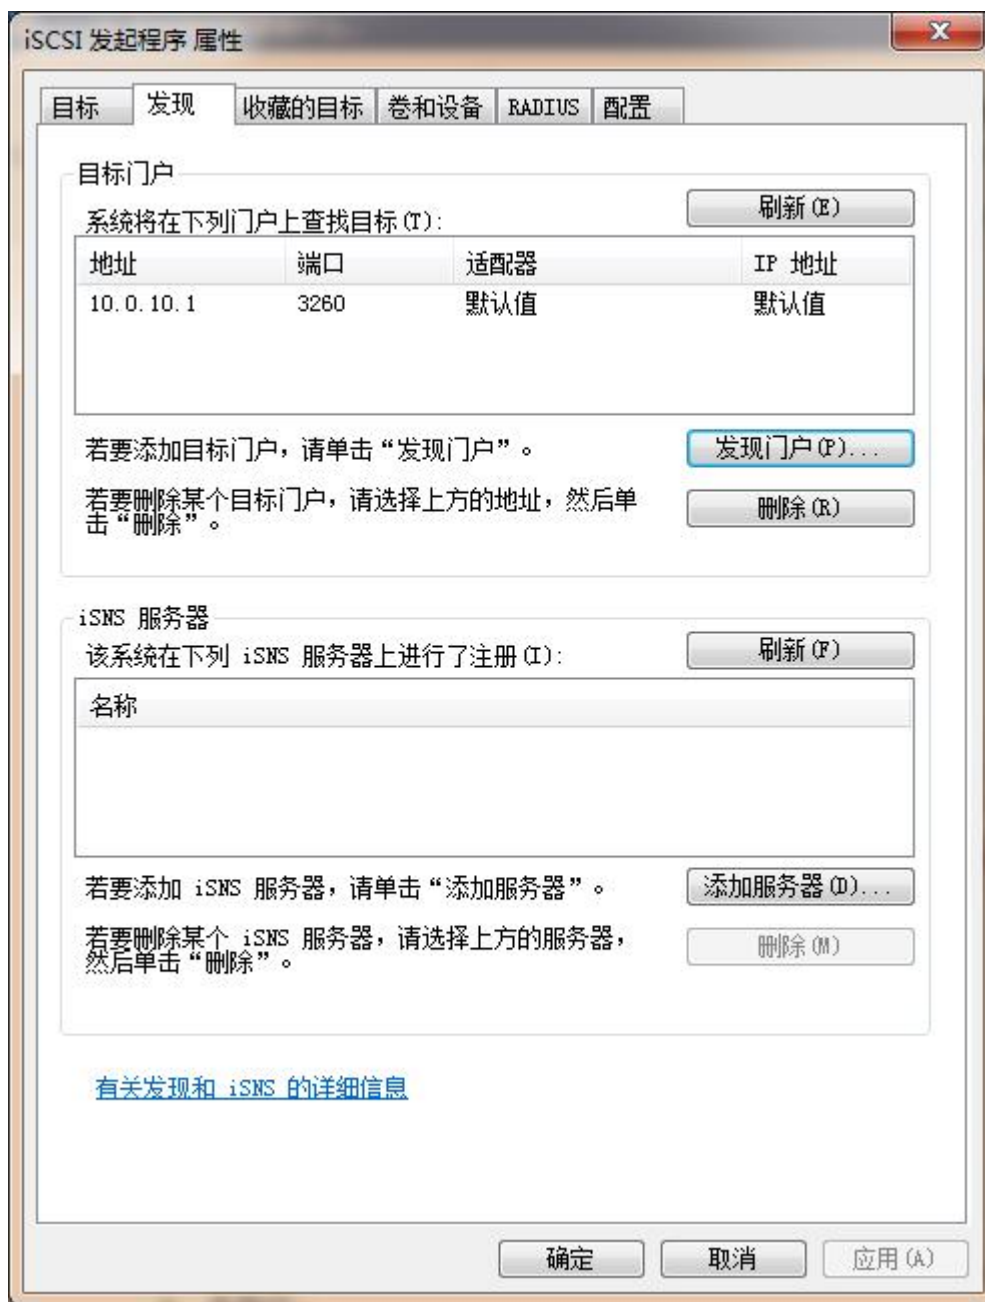 iSCSI 发起程序 属性
目标 发现 收藏的目标 卷和设备 RADIUS 配置
目标门户
系统将在下列门户上查找目标(T):
刷新(E)
地址 端口 适配器 IP 地址
10.0.10.1 3260 默认值 默认值
若要添加目标门户，请单击“发现门户”。
发现门户(P)...
若要删除某个目标门户，请选择上方的地址，然后单
击“删除”。
删除(R)
iSNS 服务器
该系统在下列 iSNS 服务器上进行了注册(I):
刷新(F)
名称
若要添加 iSNS 服务器，请单击“添加服务器”。
添加服务器(D)...
若要删除某个 iSNS 服务器，请选择上方的服务器，
然后单击“删除”。
删除(M)
有关发现和 iSNS 的详细信息
确定 取消 应用(A)